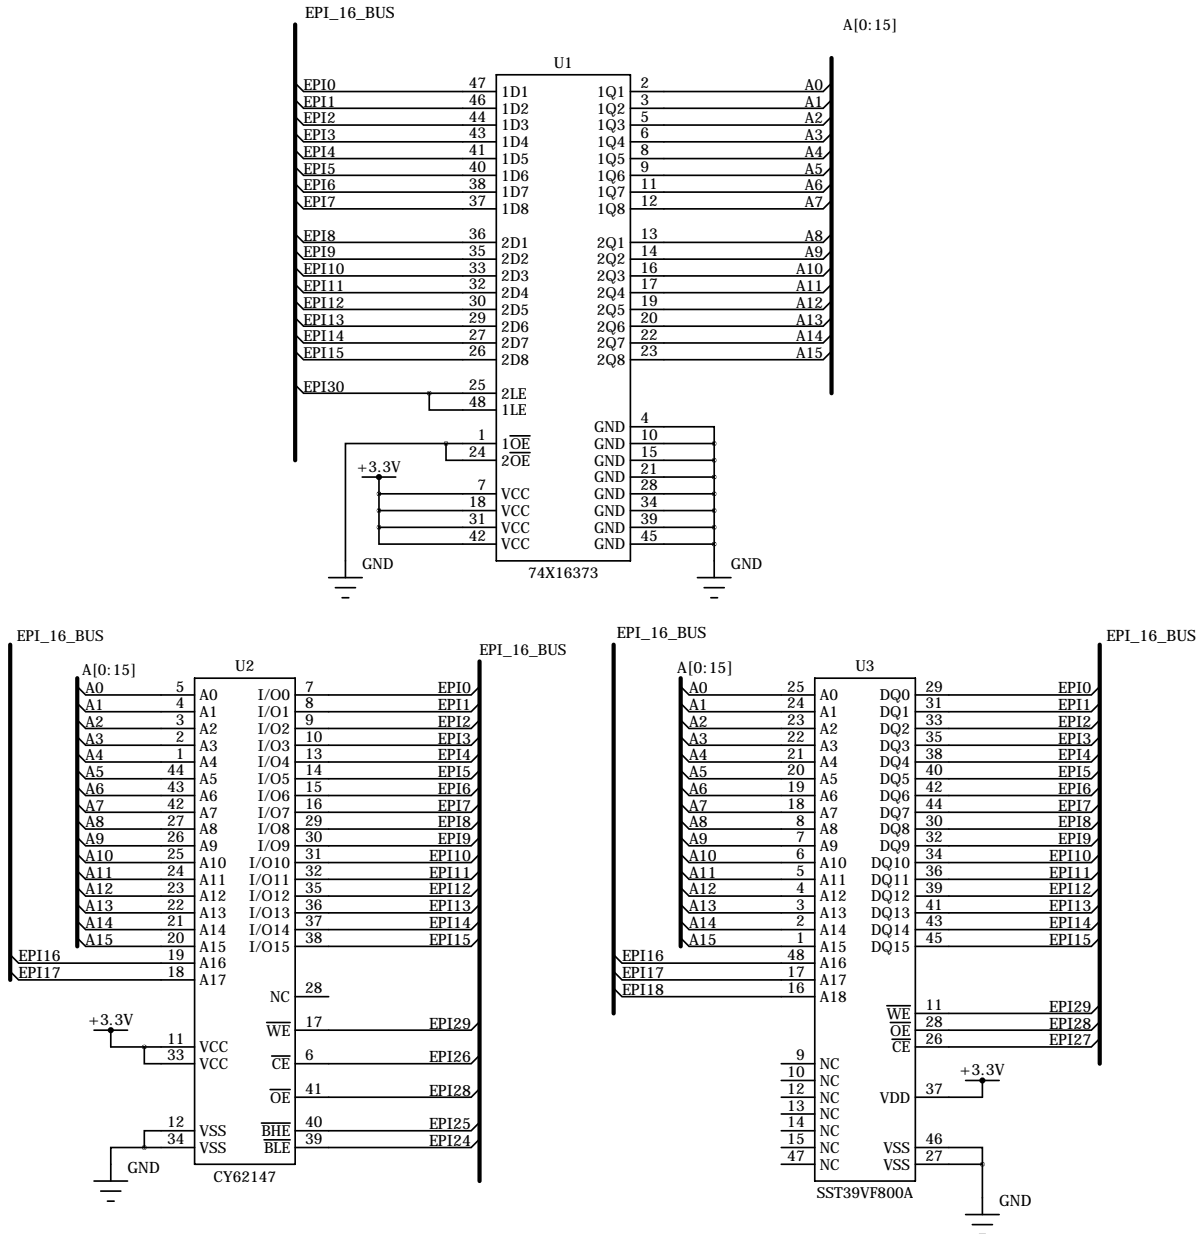 EPI_16_BUS
A[0:15]
U1
EPI0 47 1D1 1Q1 2 A0
EPI1 46 1D2 1Q2 3 A1
EPI2 44 1D3 1Q3 5 A2
EPI3 43 1D4 1Q4 6 A3
EPI4 41 1D5 1Q5 8 A4
EPI5 40 1D6 1Q6 9 A5
EPI6 38 1D7 1Q7 11 A6
EPI7 37 1D8 1Q8 12 A7
EPI8 36 2D1 2Q1 13 A8
EPI9 35 2D2 2Q2 14 A9
EPI10 33 2D3 2Q3 16 A10
EPI11 32 2D4 2Q4 17 A11
EPI12 30 2D5 2Q5 19 A12
EPI13 29 2D6 2Q6 20 A13
EPI14 27 2D7 2Q7 22 A14
EPI15 26 2D8 2Q8 23 A15
EPI30 25 2LE
48 1LE
GND 4
1 1OE GND 10
24 2OE GND 15
+3.3V
GND 21
7 VCC GND 28
18 VCC GND 34
31 VCC GND 39
42 VCC GND 45
GND
GND
74X16373
EPI_16_BUS
EPI_16_BUS
A[0:15]
U2
A0 5 A0 I/O0 7 EPI0
A1 4 A1 I/O1 8 EPI1
A2 3 A2 I/O2 9 EPI2
A3 2 A3 I/O3 10 EPI3
A4 1 A4 I/O4 13 EPI4
A5 44 A5 I/O5 14 EPI5
A6 43 A6 I/O6 15 EPI6
A7 42 A7 I/O7 16 EPI7
A8 27 A8 I/O8 29 EPI8
A9 26 A9 I/O9 30 EPI9
A10 25 A10 I/O10 31 EPI10
A11 24 A11 I/O11 32 EPI11
A12 23 A12 I/O12 35 EPI12
A13 22 A13 I/O13 36 EPI13
A14 21 A14 I/O14 37 EPI14
A15 20 A15 I/O15 38 EPI15
EPI16 19 A16
EPI17 18 A17
NC 28
+3.3V
WE 17 EPI29
11 VCC
33 VCC CE 6 EPI26
OE 41 EPI28
12 VSS BHE 40 EPI25
34 VSS BLE 39 EPI24
GND
CY62147
EPI_16_BUS
EPI_16_BUS
A[0:15]
U3
A0 25 A0 DQ0 29 EPI0
A1 24 A1 DQ1 31 EPI1
A2 23 A2 DQ2 33 EPI2
A3 22 A3 DQ3 35 EPI3
A4 21 A4 DQ4 38 EPI4
A5 20 A5 DQ5 40 EPI5
A6 19 A6 DQ6 42 EPI6
A7 18 A7 DQ7 44 EPI7
A8 8 A8 DQ8 30 EPI8
A9 7 A9 DQ9 32 EPI9
A10 6 A10 DQ10 34 EPI10
A11 5 A11 DQ11 36 EPI11
A12 4 A12 DQ12 39 EPI12
A13 3 A13 DQ13 41 EPI13
A14 2 A14 DQ14 43 EPI14
A15 1 A15 DQ15 45 EPI15
EPI16 48 A16
EPI17 17 A17
EPI18 16 A18
WE 11 EPI29
OE 28 EPI28
CE 26 EPI27
9 NC
10 NC
+3.3V
12 NC VDD 37
13 NC
14 NC
15 NC VSS 46
47 NC VSS 27
SST39VF800A
GND